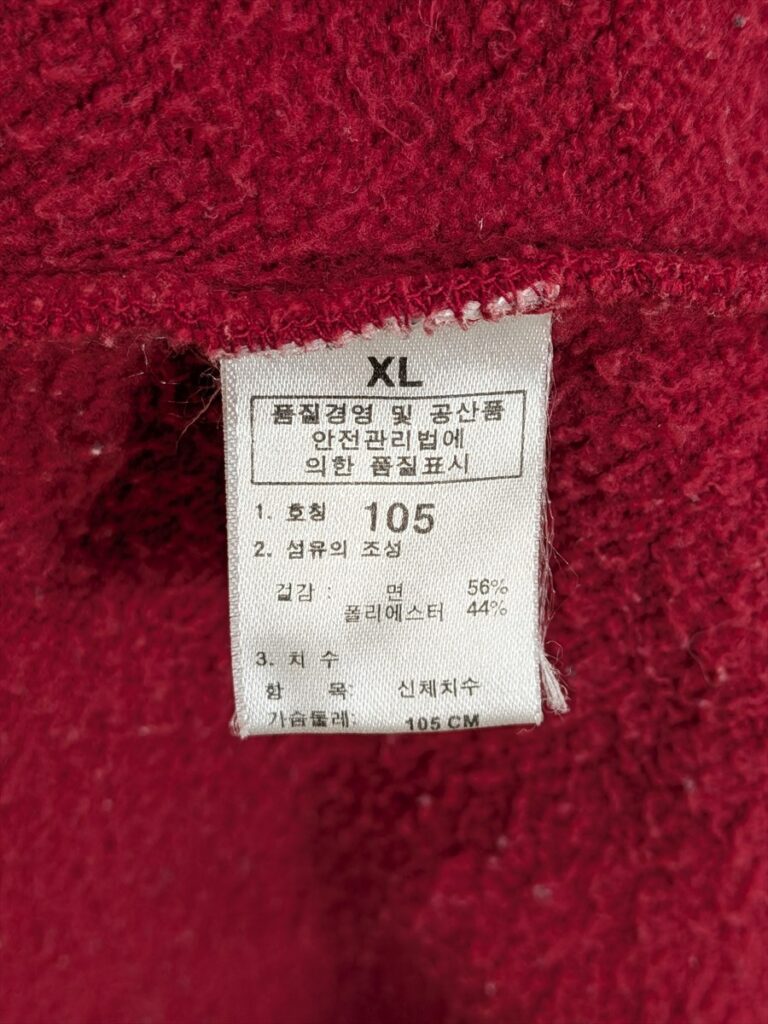 XL
품질경영 및 공산품
안전관리법에
의한 품질표시
1. 호칭 105
2. 섬유의 조성
겉감 : 면 56%
폴리에스터 44%
3. 치 수
항 목: 신체치수
가슴둘레: 105 CM